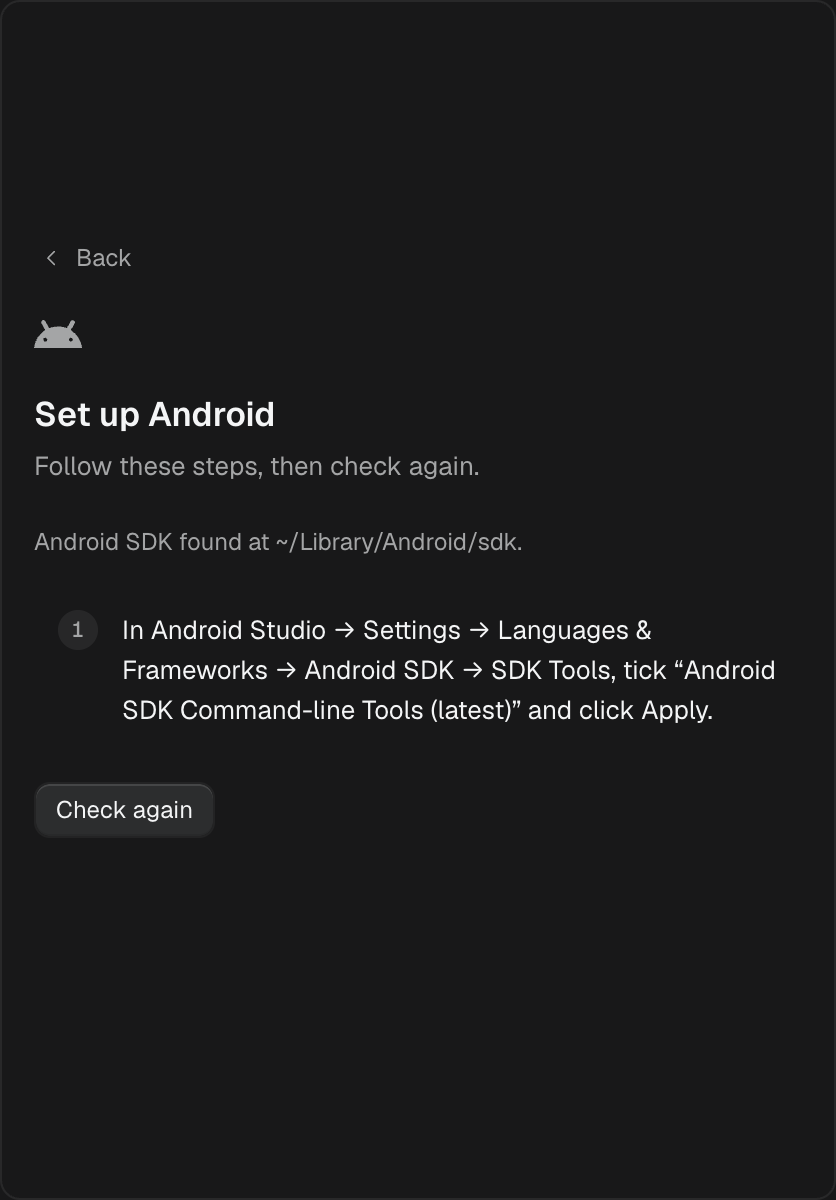 Back
Set up Android
Follow these steps, then check again.
Android SDK found at ~/Library/Android/sdk.
1
In Android Studio → Settings → Languages &
Frameworks → Android SDK → SDK Tools, tick “Android
SDK Command-line Tools (latest)” and click Apply.
Check again